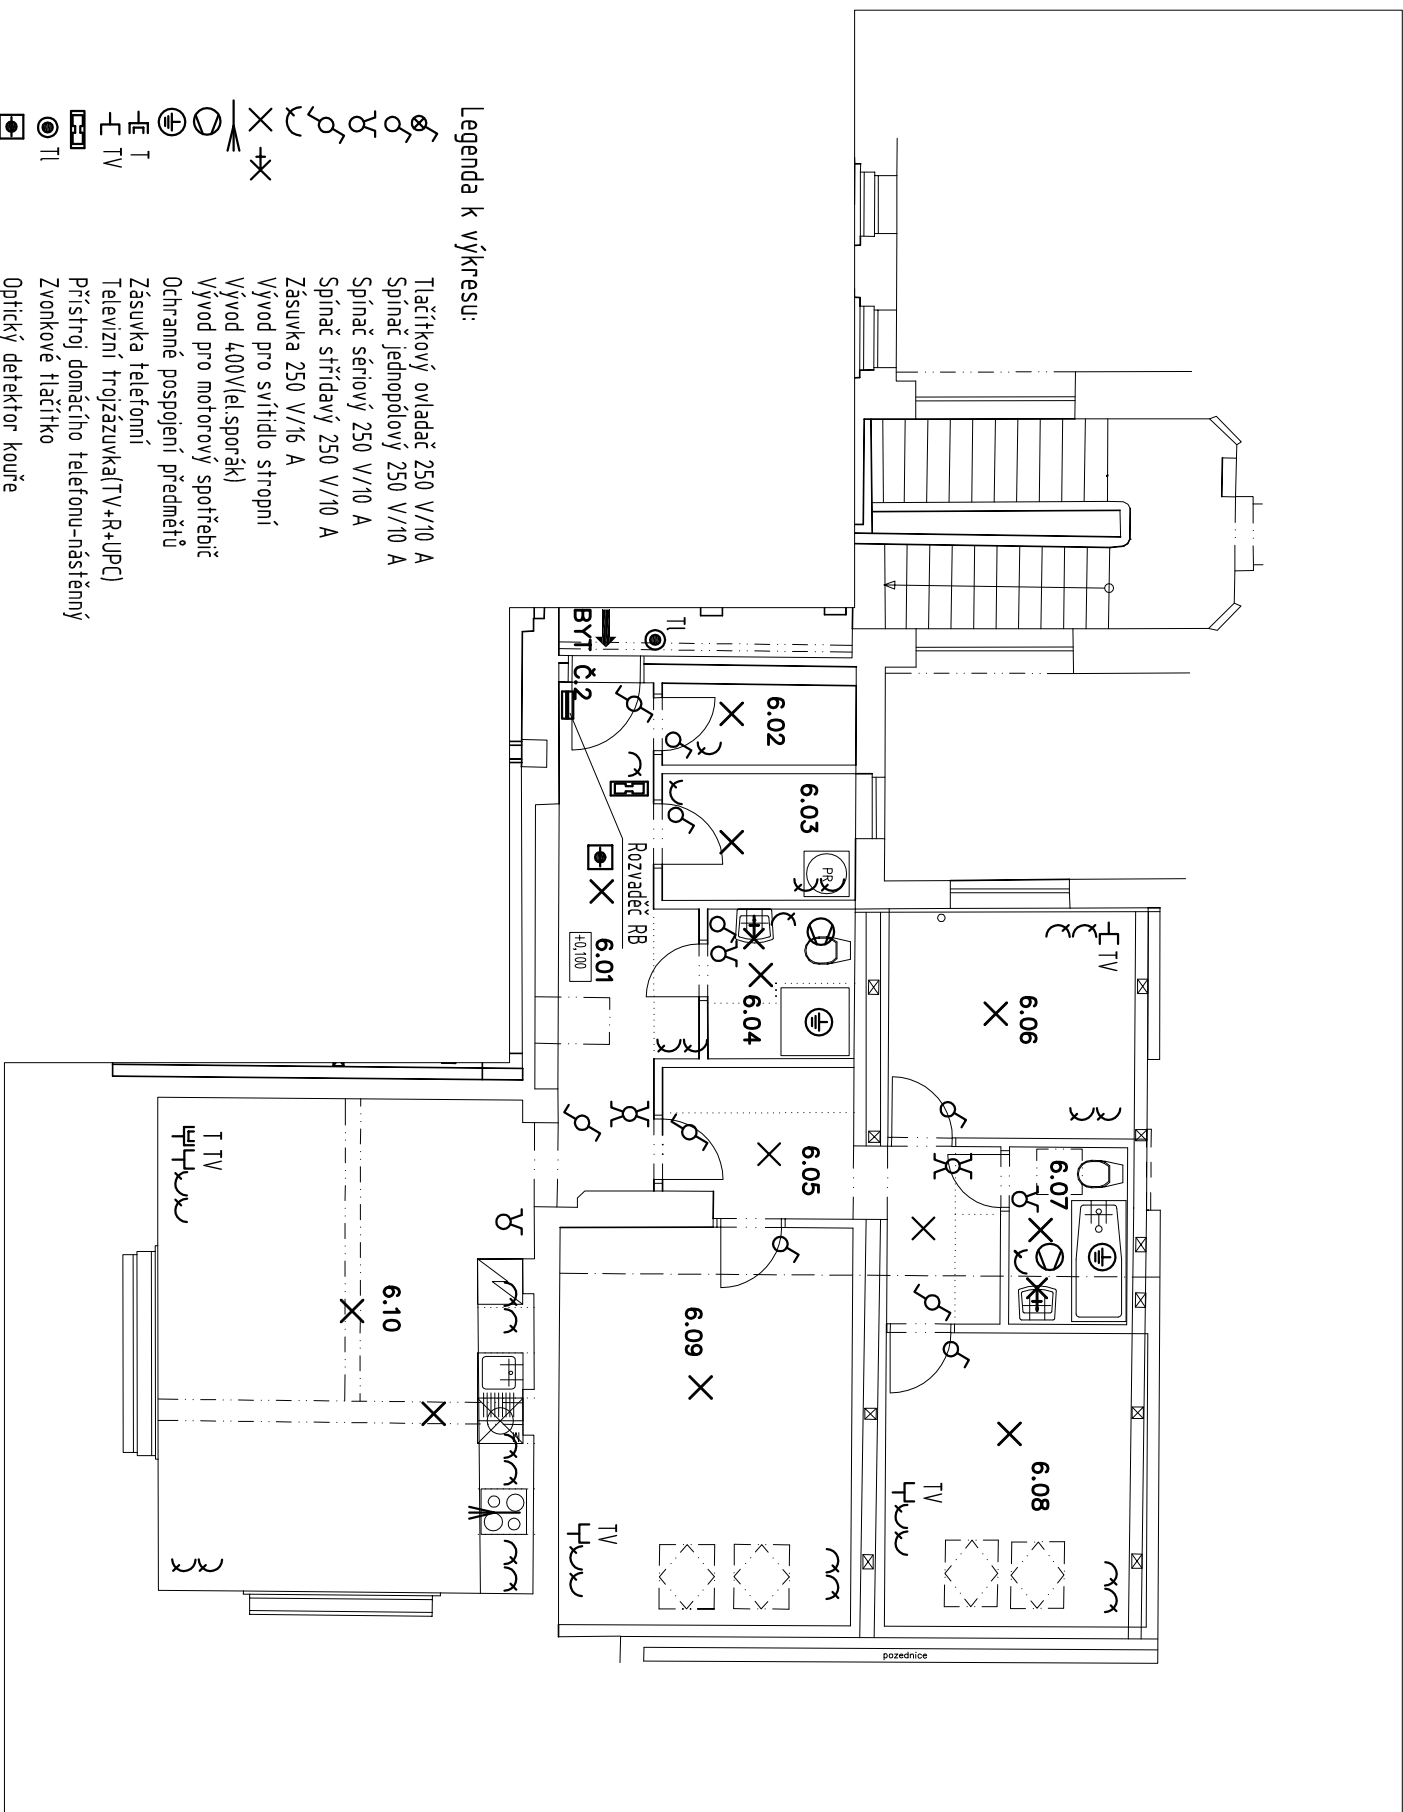 Legenda k výkresu:
Tlačítkový ovladač 250 V/10 A
Spínač jednopólový 250 V/10 A
Spínač sériový 250 V/10 A
Spínač střídavý 250 V/10 A
Zásuvka 250 V/16 A
Vývod pro svítidlo stropní
Vývod 400V(el.sporák)
Vývod pro motorový spotřebič
Ochranné pospojení předmětů
T Zásuvka telefonní
TV Televizní trojzázuvka(TV+R+UPC)
Přístroj domácího telefonu-nástěnný
Tl Zvonkové tlačítko
Optický detektor kouře
Tl
BYT Č.2
6.02
6.03
PR
Rozvaděč RB
6.01
+0,100
6.04
TV
6.06
6.05
6.07
T TV
6.10
6.09
TV
6.08
TV
pozednice